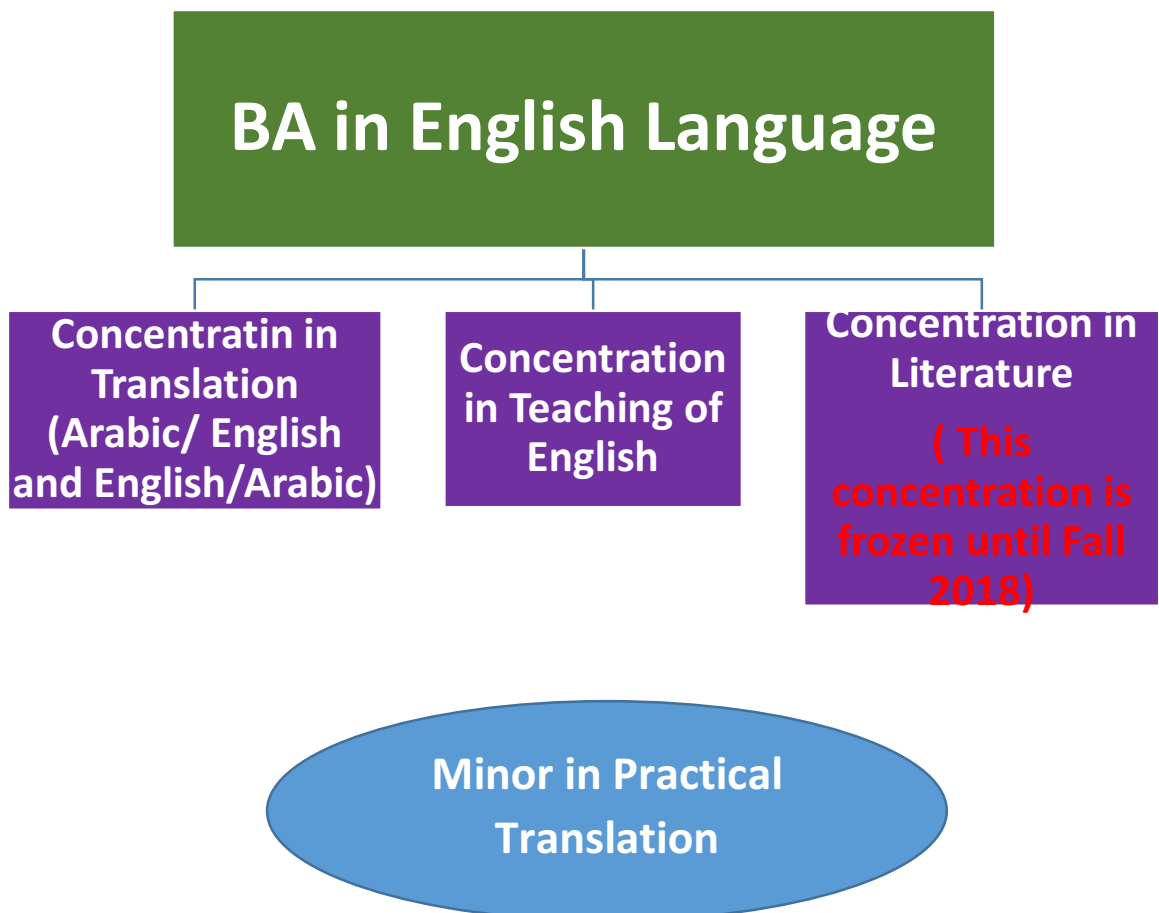 BA in English Language
Concentratin in
Translation
(Arabic/ English
and English/Arabic)
Concentration
in Teaching of
English
Concentration in
Literature
( This
concentration is
frozen until Fall
2018)
Minor in Practical
Translation